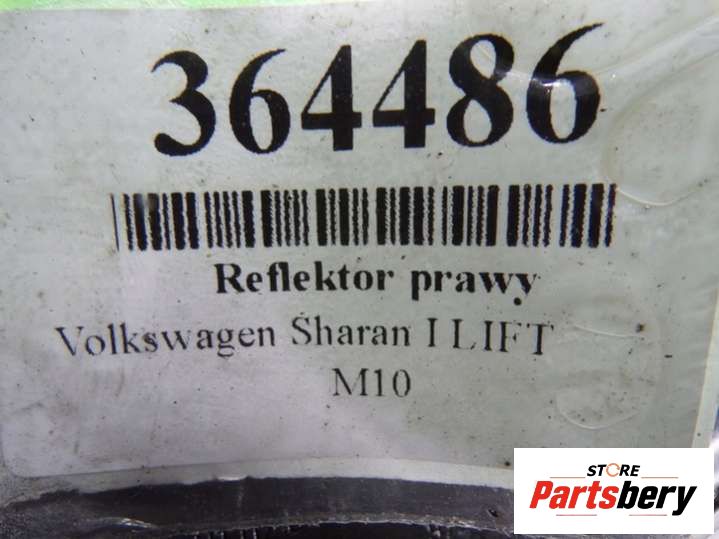 364486
Reflektor prawy
Volkswagen Sharan I LIFT
M10
STORE
Partsbery